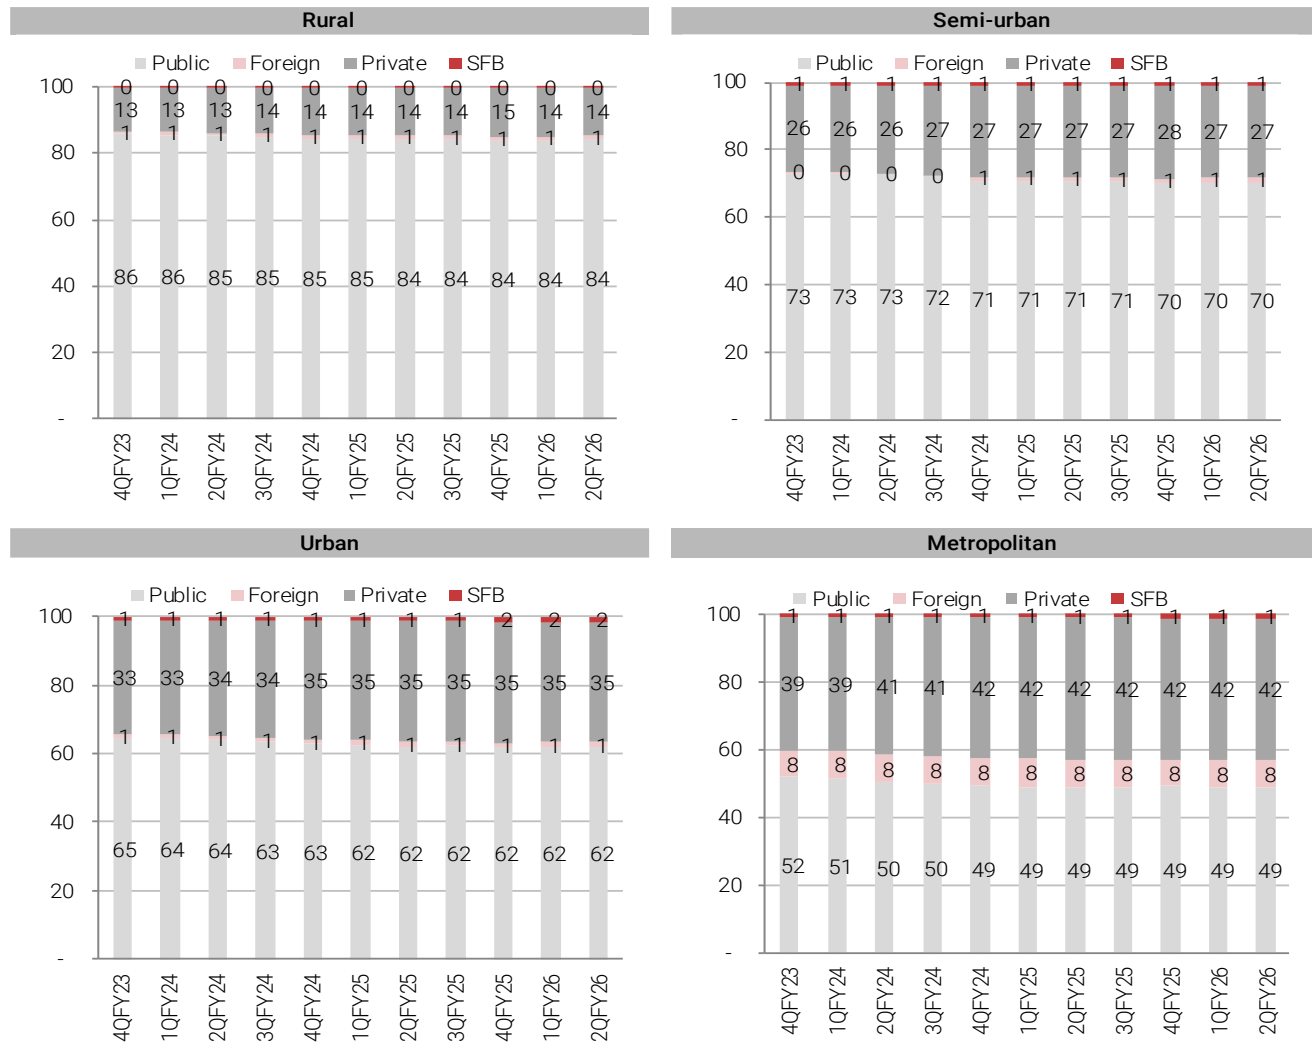 Rural
Public Foreign Private SFB
100
80
60
40
20
-
0 0 0 0 0 0 0 0 0 0 0
13 13 13 14 14 14 14 14 15 14 14
1 1 1 1 1 1 1 1 1 1 1
86 86 85 85 85 85 84 84 84 84 84
4QFY23 1QFY24 2QFY24 3QFY24 4QFY24 1QFY25 2QFY25 3QFY25 4QFY25 1QFY26 2QFY26
Semi-urban
Public Foreign Private SFB
100
80
60
40
20
-
1 1 1 1 1 1 1 1 1 1 1
26 26 26 27 27 27 27 27 28 27 27
0 0 0 0 1 1 1 1 1 1 1
73 73 73 72 71 71 71 71 70 70 70
4QFY23 1QFY24 2QFY24 3QFY24 4QFY24 1QFY25 2QFY25 3QFY25 4QFY25 1QFY26 2QFY26
Urban
Public Foreign Private SFB
100
80
60
40
20
-
1 1 1 1 1 1 1 1 2 2 2
33 33 34 34 35 35 35 35 35 35 35
1 1 1 1 1 1 1 1 1 1 1
65 64 64 63 63 62 62 62 62 62 62
4QFY23 1QFY24 2QFY24 3QFY24 4QFY24 1QFY25 2QFY25 3QFY25 4QFY25 1QFY26 2QFY26
Metropolitan
Public Foreign Private SFB
100
80
60
40
20
-
1 1 1 1 1 1 1 1 1 1 1
39 39 41 41 42 42 42 42 42 42 42
8 8 8 8 8 8 8 8 8 8 8
52 51 50 50 49 49 49 49 49 49 49
4QFY23 1QFY24 2QFY24 3QFY24 4QFY24 1QFY25 2QFY25 3QFY25 4QFY25 1QFY26 2QFY26